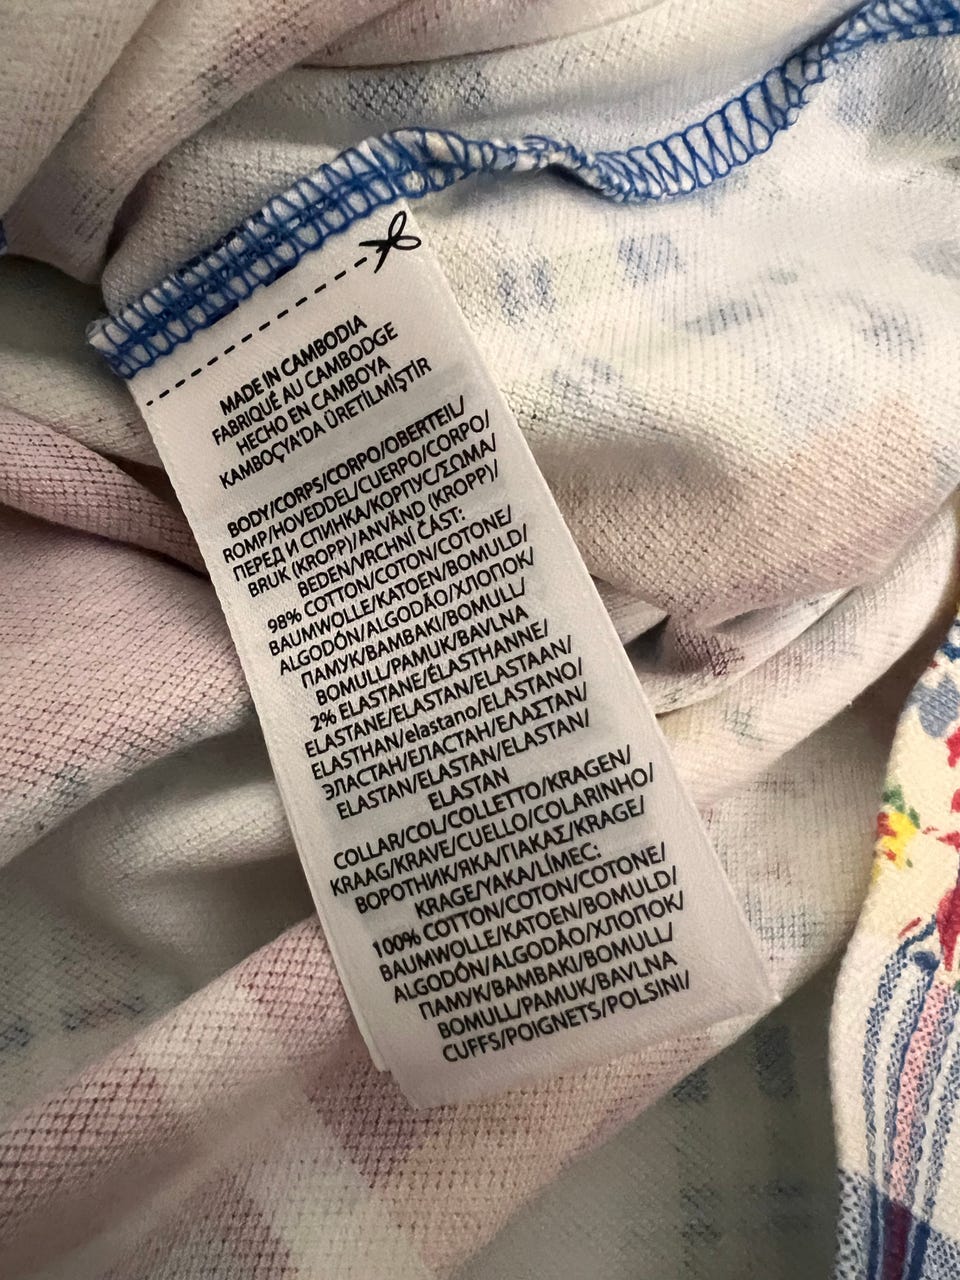 MADE IN CAMBODIA
FABRIQUÉ AU CAMBODGE
HECHO EN CAMBOYA
KAMBOÇYA'DA ÜRETİLMİŞTİR
BODY/CORPS/CORPO/OBERTEIL/
ROMP/HOVEDDEL/CUERPO/CORPO/
ПЕРЕД И СПИНКА/КОРПУС/ΣΩΜΑ/
BRUK (KROPP)/ANVÄND (KROPP)/
BEDEN/VRCHNÍ ČÁST:
98% COTTON/COTON/COTONE/
BAUMWOLLE/KATOEN/BOMULD/
ALGODÓN/ALGODÃO/ХЛОПОК/
ПАМУК/ΒΑΜΒΑΚΙ/BOMULL/
BOMULL/PAMUK/BAVLNA
2% ELASTANE/ÉLASTHANNE/
ELASTANE/ELASTAN/ELASTAAN/
ELASTHAN/elastano/ELASTANO/
ЭЛАСТАН/ЕЛАСТАН/ΕΛΑΣΤΑΝ/
ELASTAN/ELASTAN/ELASTAN/
ELASTAN
COLLAR/COL/COLLETTO/KRAGEN/
KRAAG/KRAVE/CUELLO/COLARINHO/
ВОРОТНИК/ЯКА/ΓΙΑΚΑΣ/KRAGE/
KRAGE/YAKA/LÍMEC:
100% COTTON/COTON/COTONE/
BAUMWOLLE/KATOEN/BOMULD/
ALGODÓN/ALGODÃO/ХЛОПОК/
ПАМУК/ΒΑΜΒΑΚΙ/BOMULL/
BOMULL/PAMUK/BAVLNA
CUFFS/POIGNETS/POLSINI/